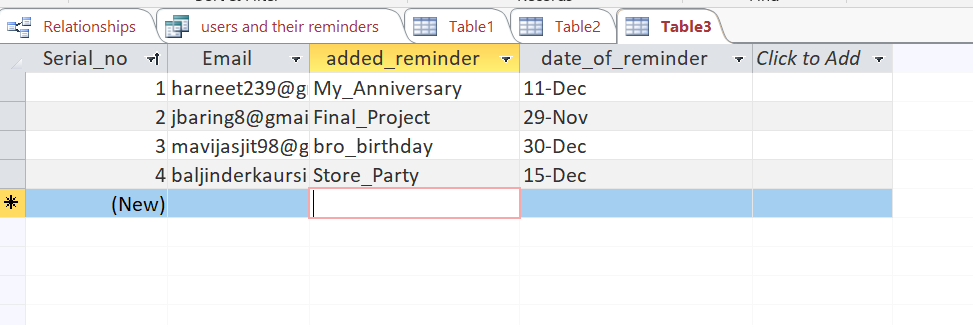 Relationships users and their reminders Table1 Table2 Table3
Serial_no Email added_reminder date_of_reminder Click to Add
1 harneet239@g My_Anniversary 11-Dec
2 jbaring8@gmai Final_Project 29-Nov
3 mavijasjit98@g bro_birthday 30-Dec
4 baljinderkaursi Store_Party 15-Dec
(New)